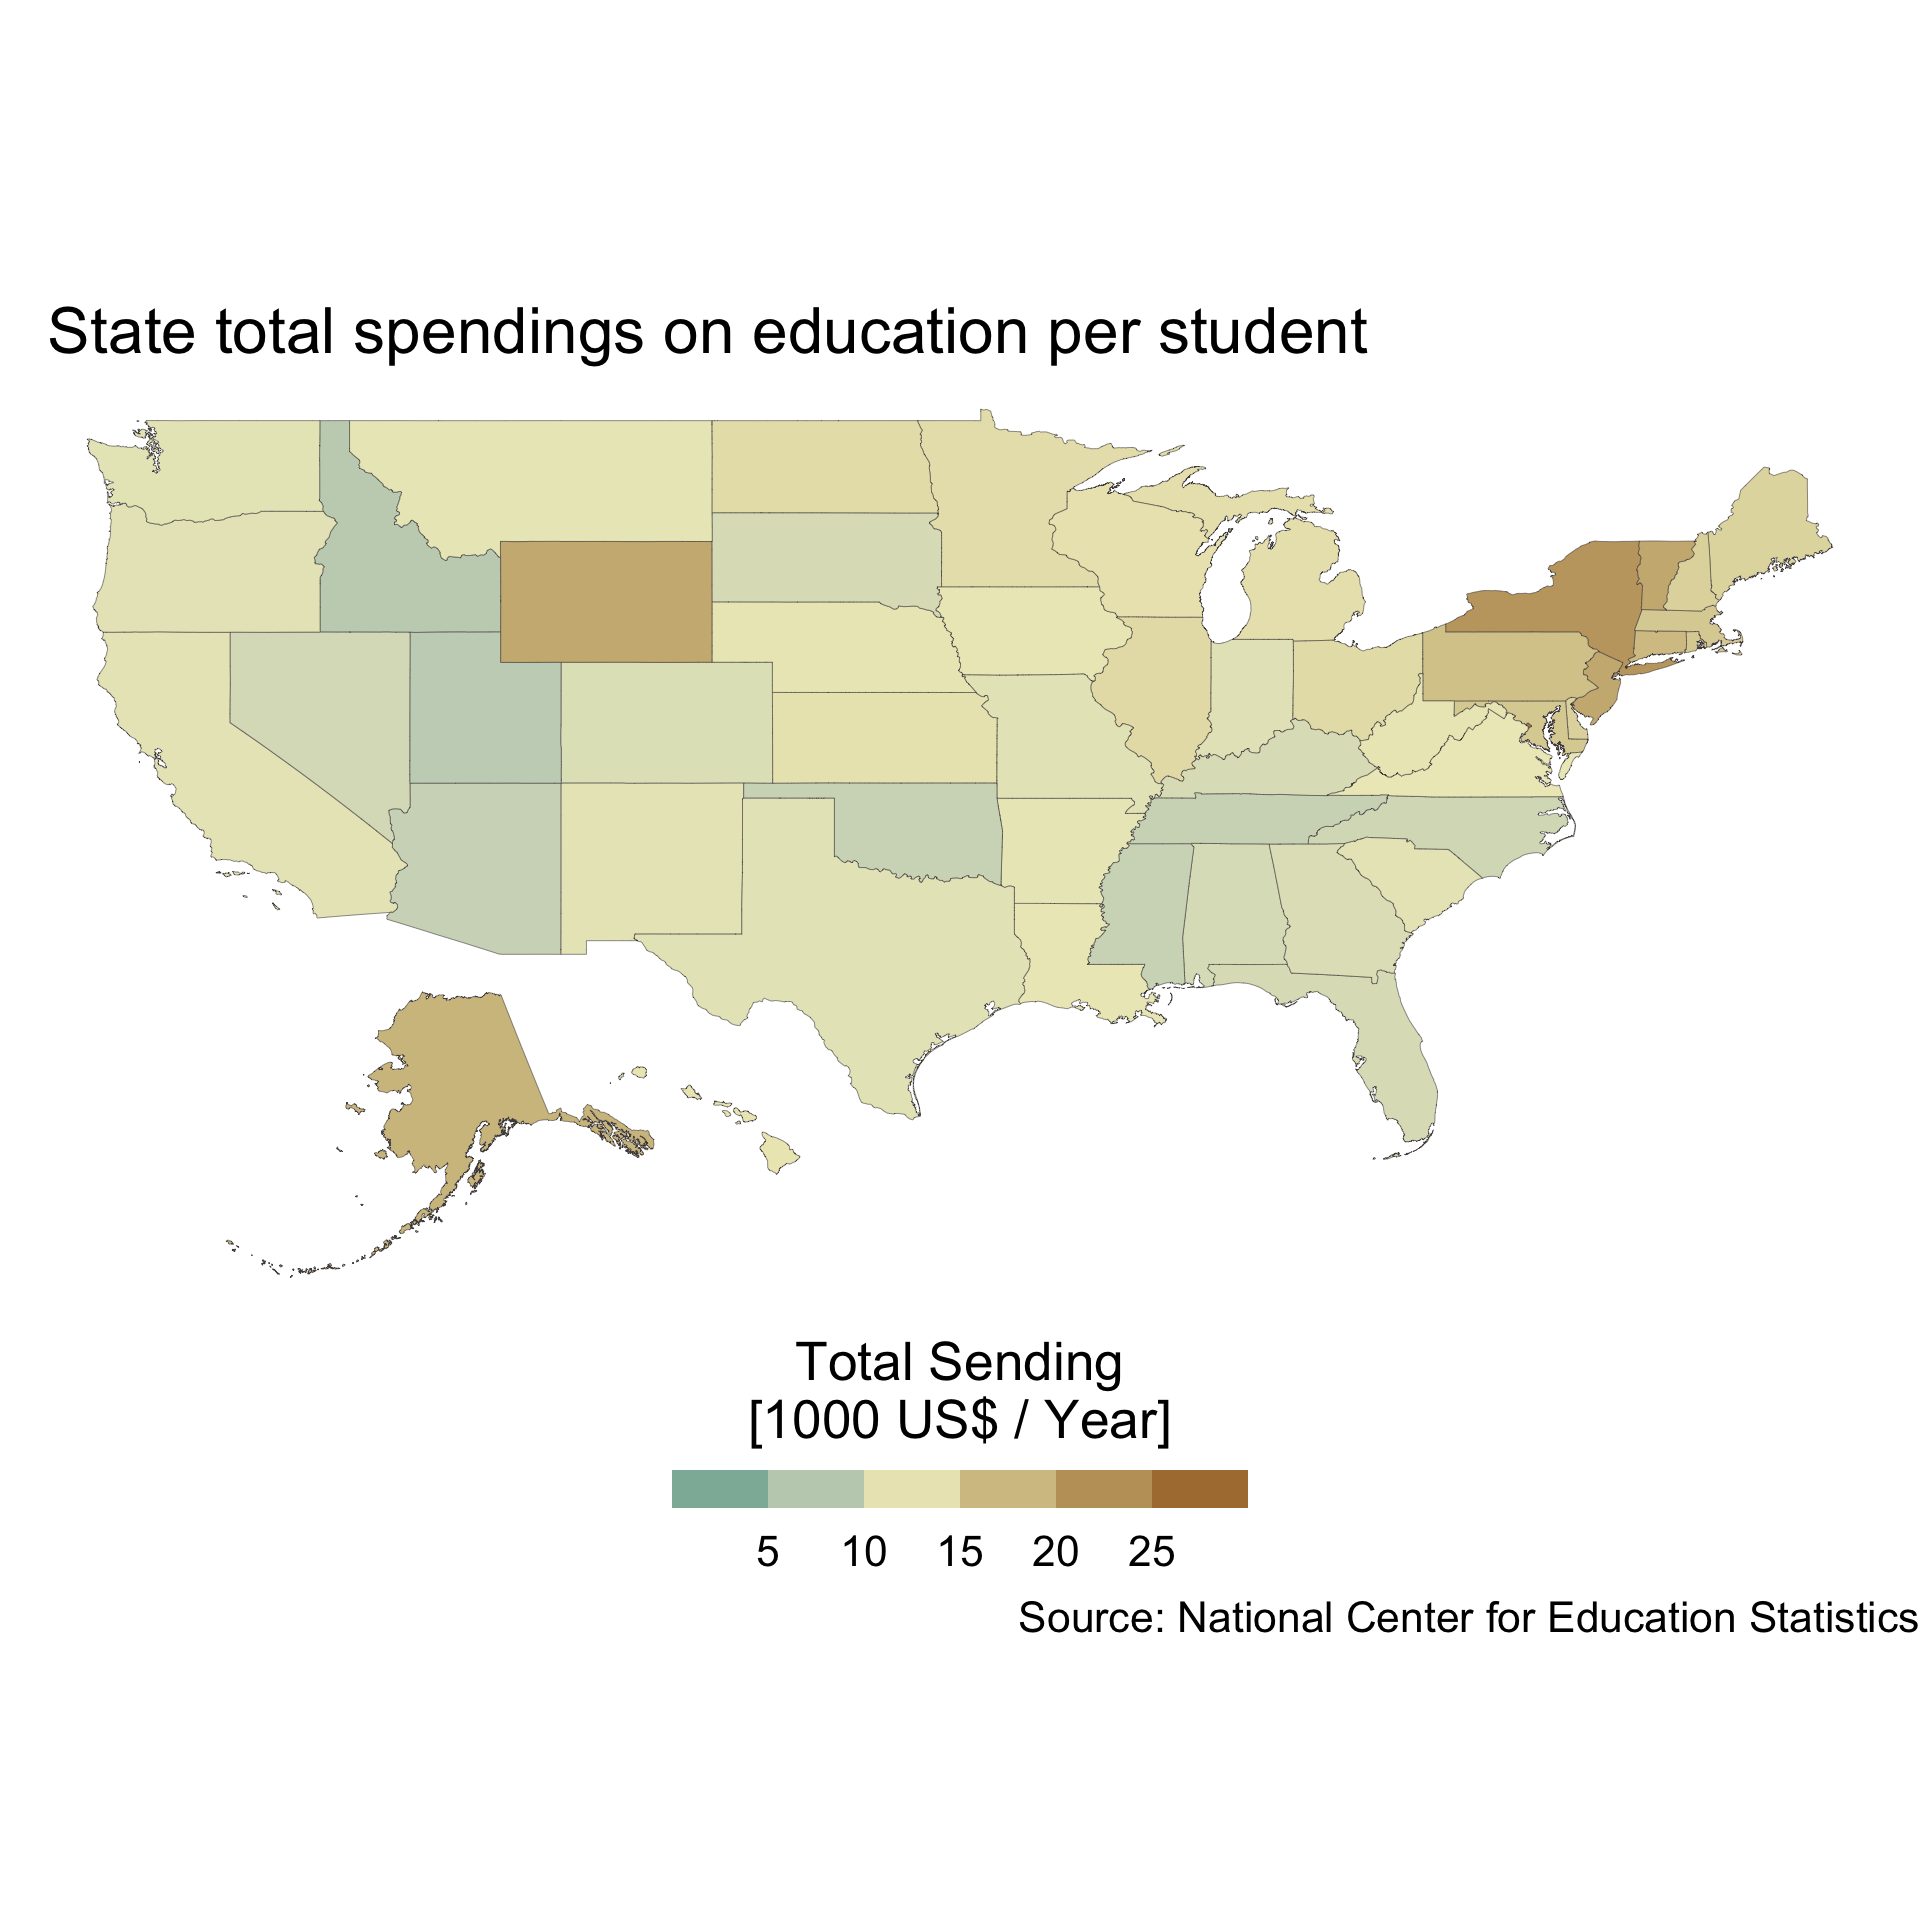 State total spendings on education per student
Total Sending
[1000 US$ / Year]
5 10 15 20 25
Source: National Center for Education Statistics